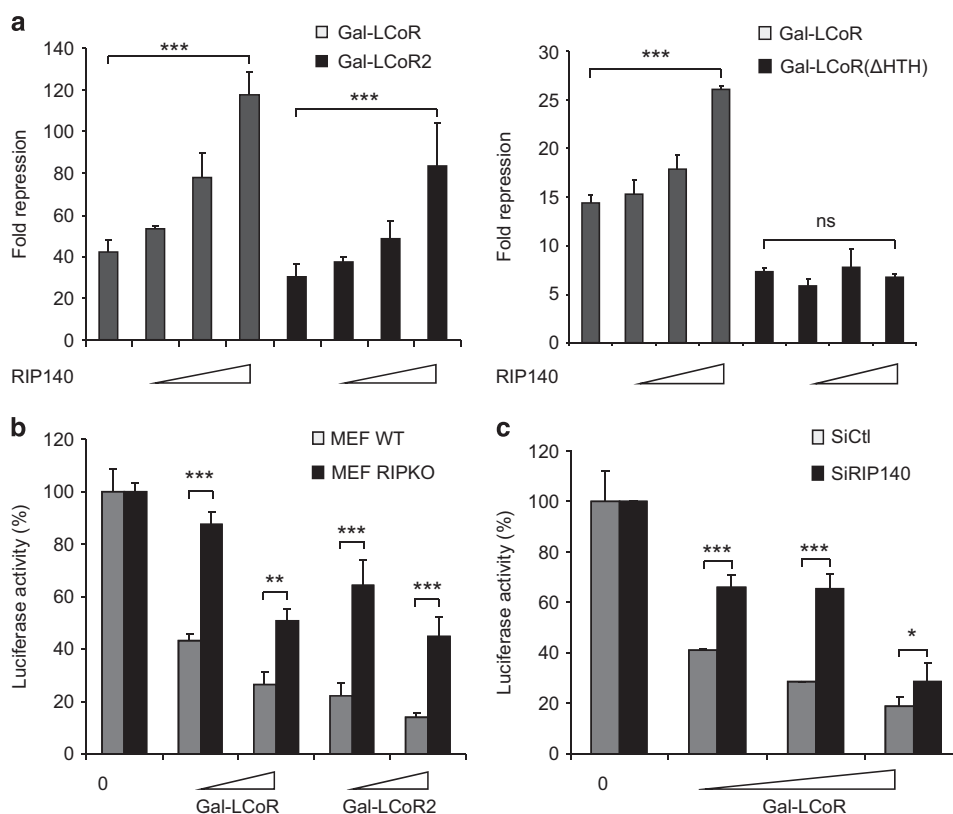 a
Gal-LCoR
Gal-LCoR2
Fold repression
140
120
100
80
60
40
20
0
***
***
RIP140
Gal-LCoR
Gal-LCoR(ΔHTH)
Fold repression
30
25
20
15
10
5
0
***
ns
RIP140
b
MEF WT
MEF RIPKO
Luciferase activity (%)
120
100
80
60
40
20
0
***
**
***
***
0
Gal-LCoR
Gal-LCoR2
c
SiCtl
SiRIP140
Luciferase activity (%)
120
100
80
60
40
20
0
***
***
*
0
Gal-LCoR